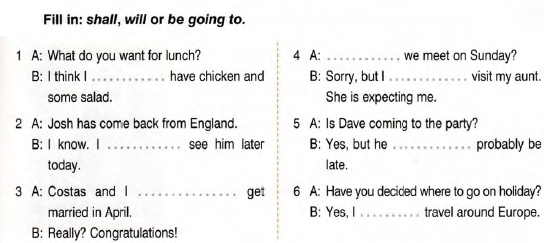 Fill in: shall, will or be going to.
1 A: What do you want for lunch?
B: I think I ............ have chicken and
some salad.
2 A: Josh has come back from England.
B: I know. I ............ see him later
today.
3 A: Costas and I ................ get
married in April.
B: Really? Congratulations!
4 A: ............ we meet on Sunday?
B: Sorry, but I ............. visit my aunt.
She is expecting me.
5 A: Is Dave coming to the party?
B: Yes, but he ............. probably be
late.
6 A: Have you decided where to go on holiday?
B: Yes, I .......... travel around Europe.